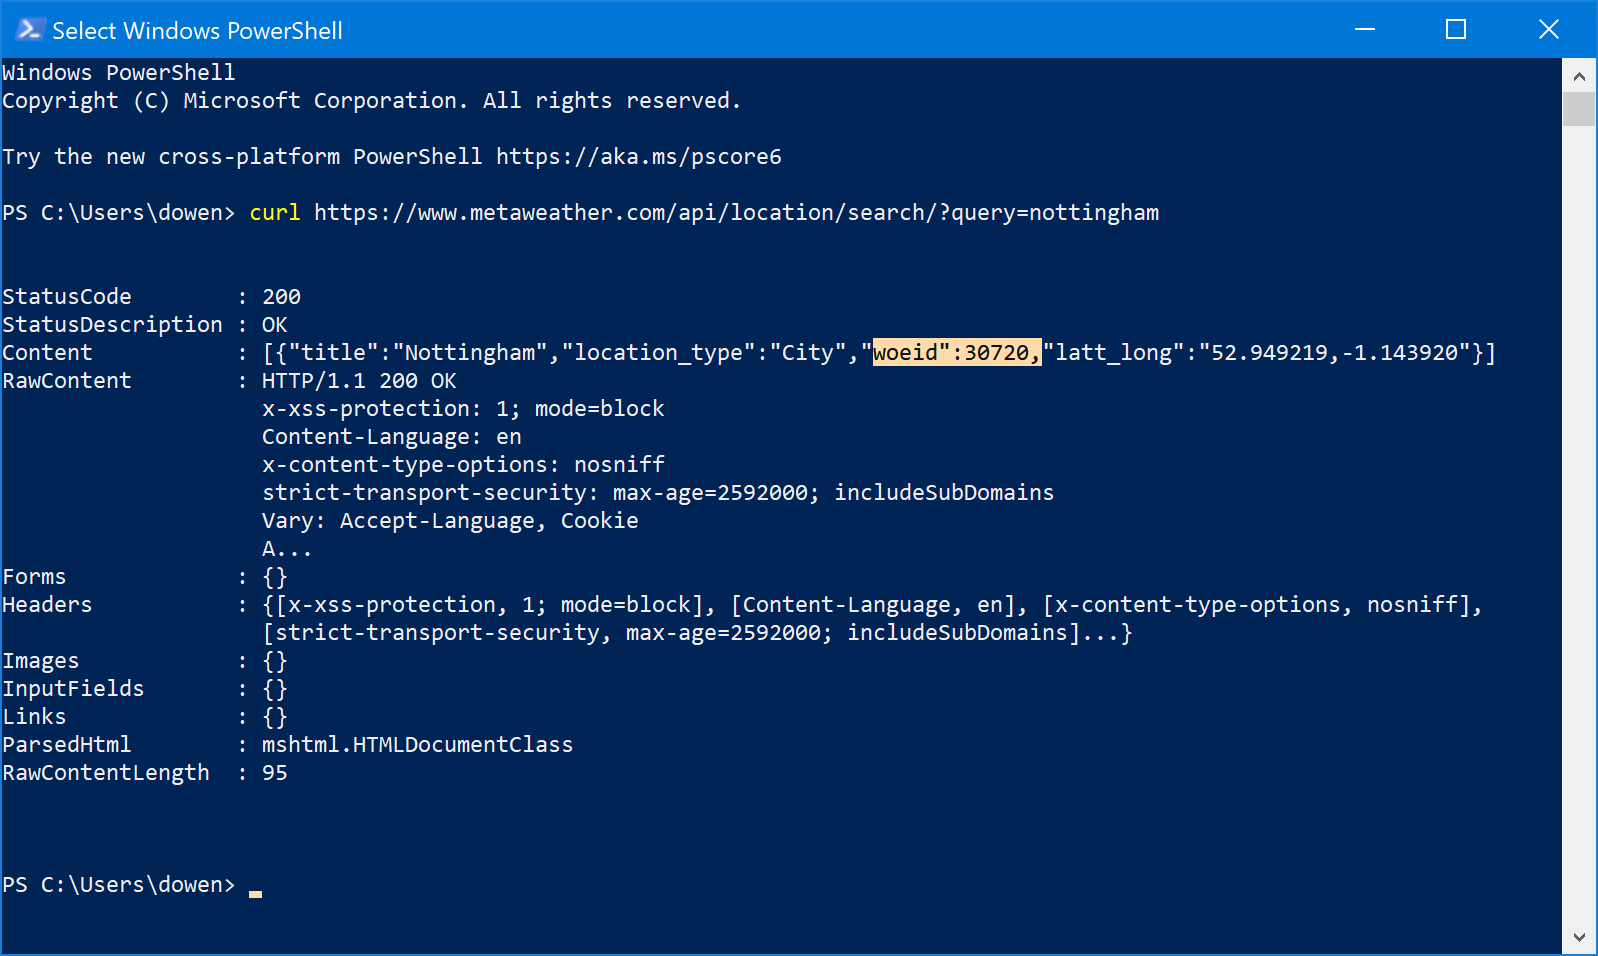 Select Windows PowerShell
Windows PowerShell
Copyright (C) Microsoft Corporation. All rights reserved.
Try the new cross-platform PowerShell https://aka.ms/pscore6
PS C:\Users\dowen> curl https://www.metaweather.com/api/location/search/?query=nottingham
StatusCode        : 200
StatusDescription : OK
Content           : [{"title":"Nottingham","location_type":"City","woeid":30720,"latt_long":"52.949219,-1.143920"}]
RawContent        : HTTP/1.1 200 OK
                    x-xss-protection: 1; mode=block
                    Content-Language: en
                    x-content-type-options: nosniff
                    strict-transport-security: max-age=2592000; includeSubDomains
                    Vary: Accept-Language, Cookie
                    A...
Forms             : {}
Headers           : {[x-xss-protection, 1; mode=block], [Content-Language, en], [x-content-type-options, nosniff],
                    [strict-transport-security, max-age=2592000; includeSubDomains]...}
Images            : {}
InputFields       : {}
Links             : {}
ParsedHtml        : mshtml.HTMLDocumentClass
RawContentLength  : 95
PS C:\Users\dowen>